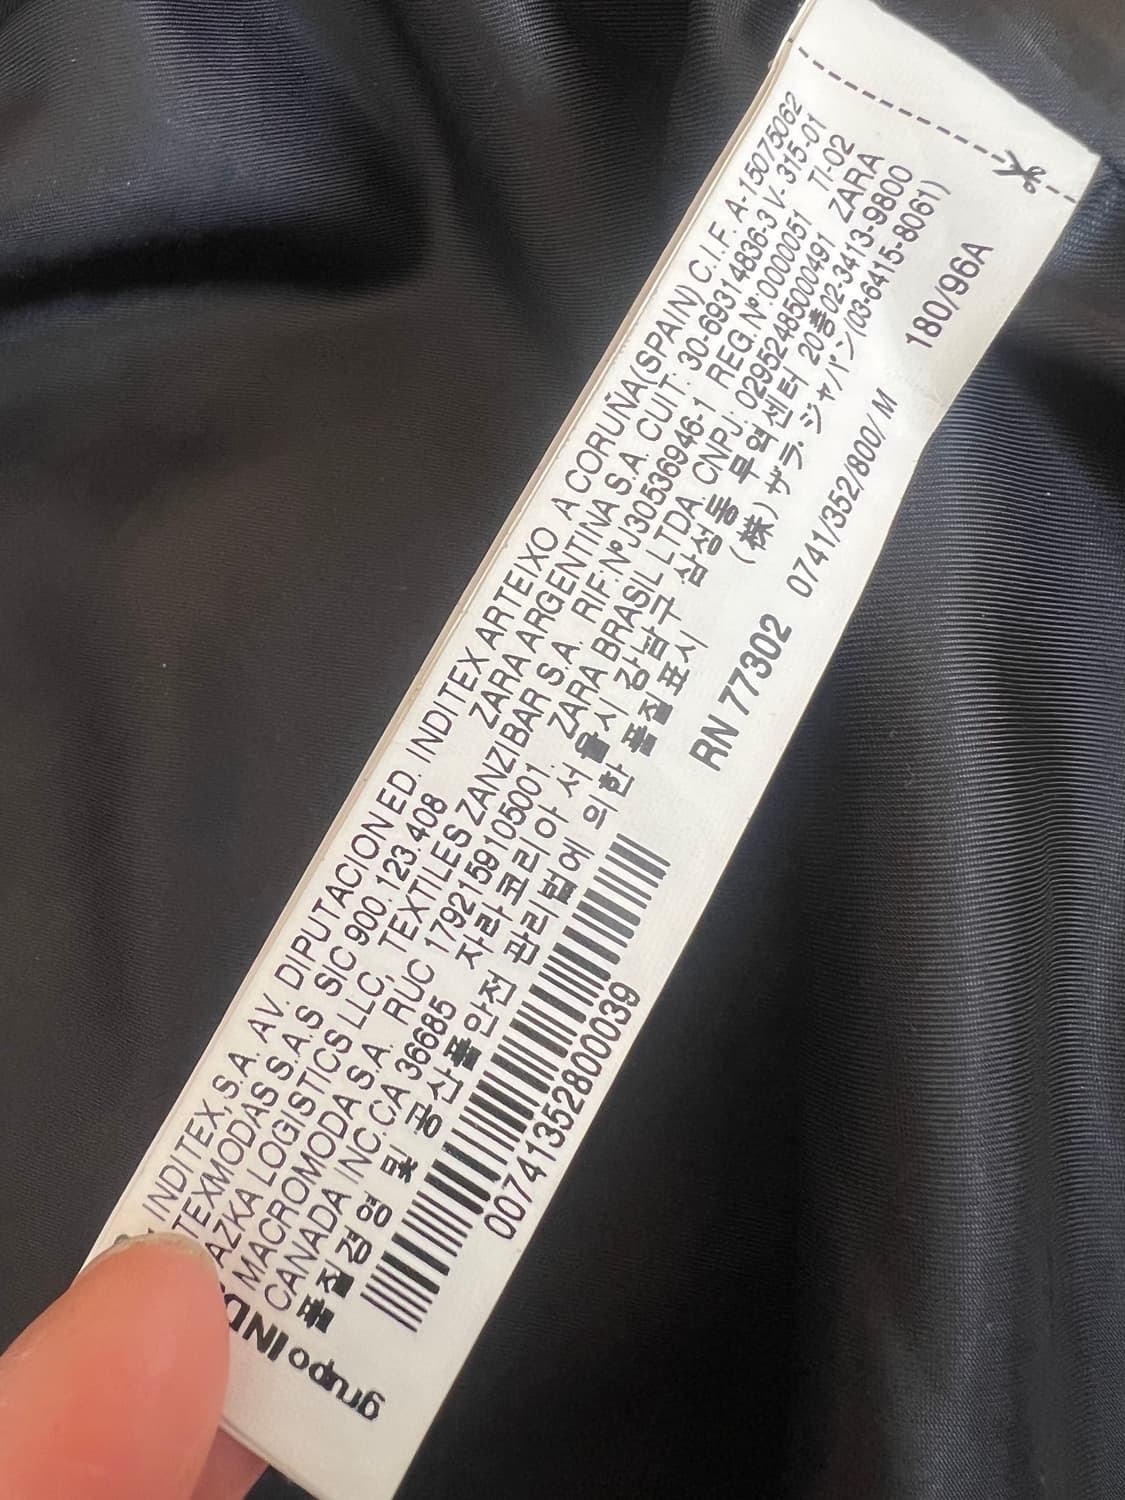 grupo IND
INDITEX, S.A. AV. DIPUTACION ED. INDITEX ARTEIXO A CORUÑA(SPAIN) C.I.F. A-15075062
TEXMODAS S.A.S SIC 900.123.408 ZARA ARGENTINA S.A. CUIT. 30-69314836-3 V-315-01
AZKA LOGISTICS LLC, TEXTILES ZANZIBAR S.A. RIF.NºJ30536946-1 REG.Nº:0000051 TI-02
MACROMODA S.A. RUC 1792159105001. ZARA BRASIL LTDA. CNPJ. 02952485000491 ZARA
CANADA INC.CA 36685 자라 코리아 서울시 강남구 삼성동 무역센터 20층02-3413-9800
품질경영 및 공산품안전 관리법에 의한 품질표시 (株)ザラ・ジャパン(03-6415-8061)
RN 77302 0741/352/800/M 180/96A
00741352800039